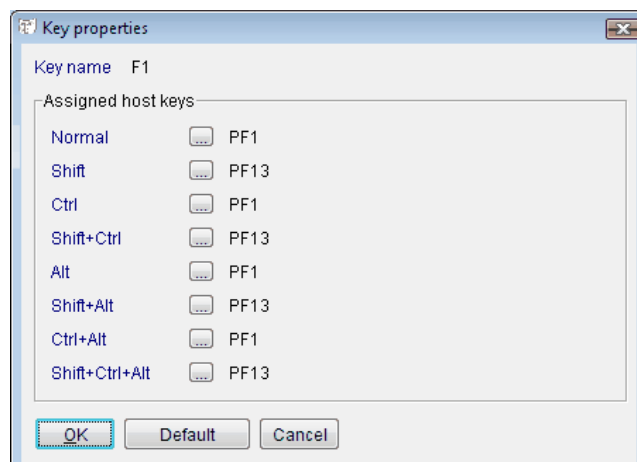 Key properties
Key name F1
Assigned host keys
Normal ... PF1
Shift ... PF13
Ctrl ... PF1
Shift+Ctrl ... PF13
Alt ... PF1
Shift+Alt ... PF13
Ctrl+Alt ... PF1
Shift+Ctrl+Alt ... PF13
OK Default Cancel